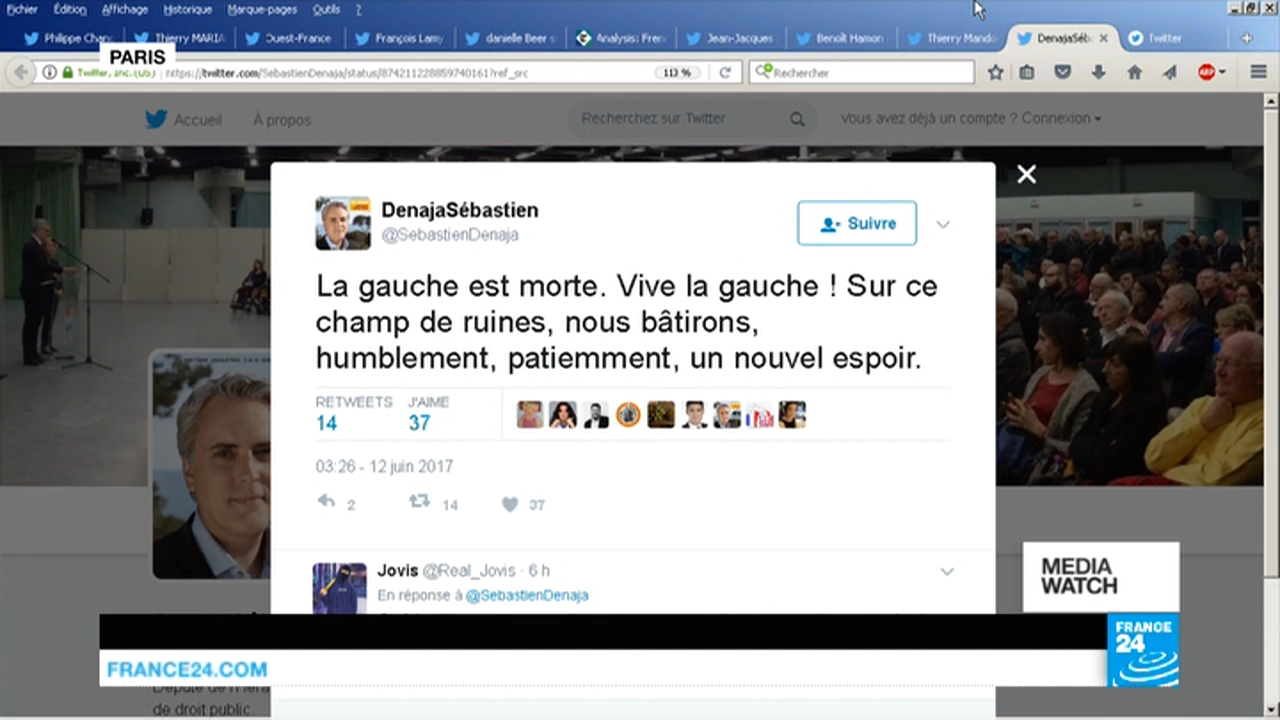 Fichier Édition Affichage Historique Marque-pages Outils ?
Philippe Chan Thierry MARIA Ouest-France François Lamy danielle Beer s Analysis: Fren Jean-Jacques Benoît Hamon Thierry Mando DenajaSéb Twitter
PARIS
Twitter, Inc. (US) https://twitter.com/SebastienDenaja/status/874211228859740161?ref_src 113 % Rechercher
Accueil À propos Recherchez sur Twitter Vous avez déjà un compte ? Connexion
DenajaSébastien
@SebastienDenaja
Suivre
La gauche est morte. Vive la gauche ! Sur ce
champ de ruines, nous bâtirons,
humblement, patiemment, un nouvel espoir.
RETWEETS J'AIME
14 37
03:26 - 12 juin 2017
2 14 37
Jovis @Real_Jovis · 6 h
En réponse à @SebastienDenaja
MEDIA
WATCH
FRANCE
24
FRANCE24.COM
de droit public.